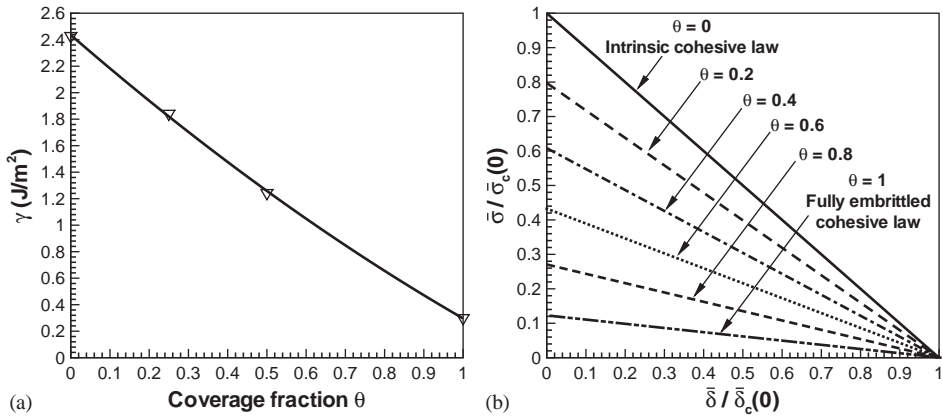 2.6
2.4
2.2
2
1.8
1.6
1.4
1.2
1
0.8
0.6
0.4
0.2
0
γ (J/m²)
0 0.1 0.2 0.3 0.4 0.5 0.6 0.7 0.8 0.9 1
(a)
Coverage fraction θ
1
0.9
0.8
0.7
0.6
0.5
0.4
0.3
0.2
0.1
0
σ̄ / σ̄c(0)
θ = 0
Intrinsic cohesive law
θ = 0.2
θ = 0.4
θ = 0.6
θ = 0.8
θ = 1
Fully embrittled
cohesive law
0 0.1 0.2 0.3 0.4 0.5 0.6 0.7 0.8 0.9 1
(b)
δ̄ / δ̄c(0)